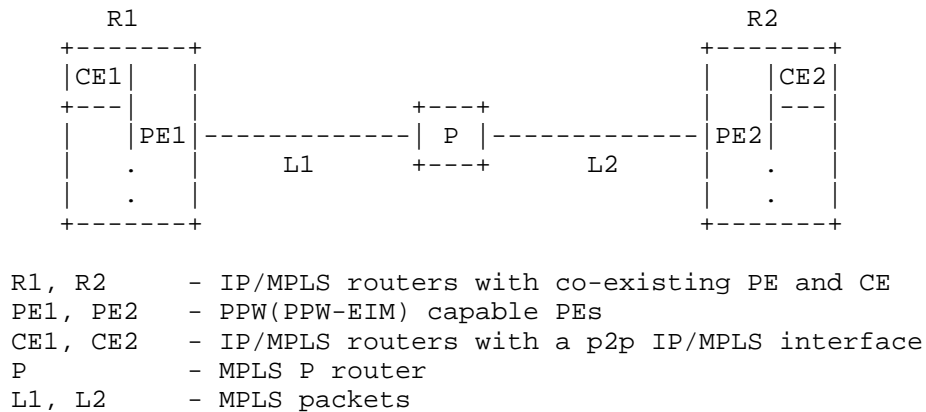 R1 R2
CE1 CE2
PE1 P PE2
L1 L2
. .
. .
R1, R2 - IP/MPLS routers with co-existing PE and CE
PE1, PE2 - PPW(PPW-EIM) capable PEs
CE1, CE2 - IP/MPLS routers with a p2p IP/MPLS interface
P - MPLS P router
L1, L2 - MPLS packets